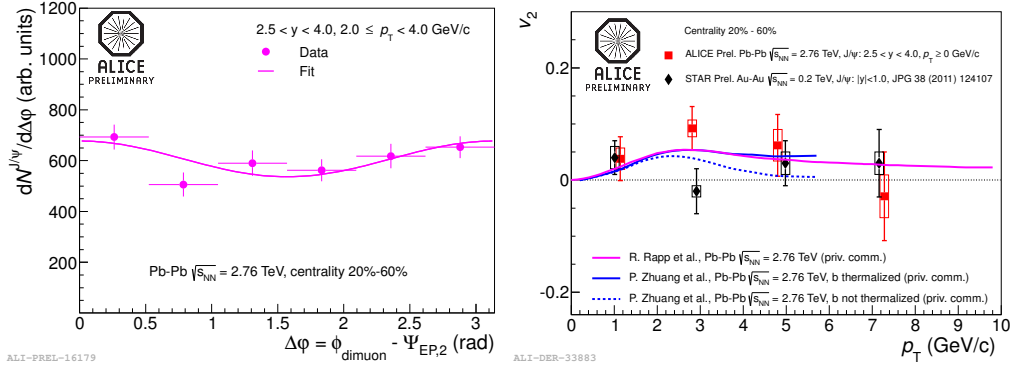 dN^J/ψ/dΔφ (arb. units)
1200
1000
800
600
400
200
0
0.5
1
1.5
2
2.5
3
ALICE
PRELIMINARY
2.5 < y < 4.0, 2.0 ≤ p_T < 4.0 GeV/c
Data
Fit
Pb-Pb √s_NN = 2.76 TeV, centrality 20%-60%
Δφ = ϕ_dimuon - Ψ_EP,2 (rad)
ALI-PREL-16179
v_2
0.2
0
-0.2
0
1
2
3
4
5
6
7
8
9
10
ALICE
PRELIMINARY
Centrality 20% - 60%
ALICE Prel. Pb-Pb √s_NN = 2.76 TeV, J/ψ: 2.5 < y < 4.0, p_T ≥ 0 GeV/c
STAR Prel. Au-Au √s_NN = 0.2 TeV, J/ψ: |y|<1.0, JPG 38 (2011) 124107
R. Rapp et al., Pb-Pb √s_NN = 2.76 TeV (priv. comm.)
P. Zhuang et al., Pb-Pb √s_NN = 2.76 TeV, b thermalized (priv. comm.)
P. Zhuang et al., Pb-Pb √s_NN = 2.76 TeV, b not thermalized (priv. comm.)
p_T (GeV/c)
ALI-DER-33883